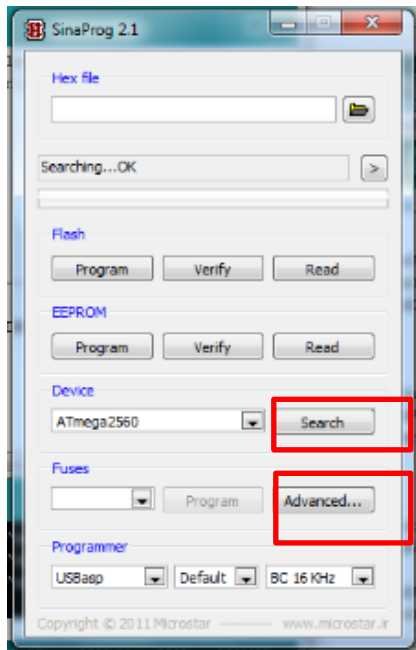 SinaProg 2.1
Hex file
Searching...OK >
Flash
Program Verify Read
EEPROM
Program Verify Read
Device
ATmega2560 Search
Fuses
Program Advanced...
Programmer
USBasp Default BC 16 KHz
Copyright © 2011 Microstar www.microstar.ir